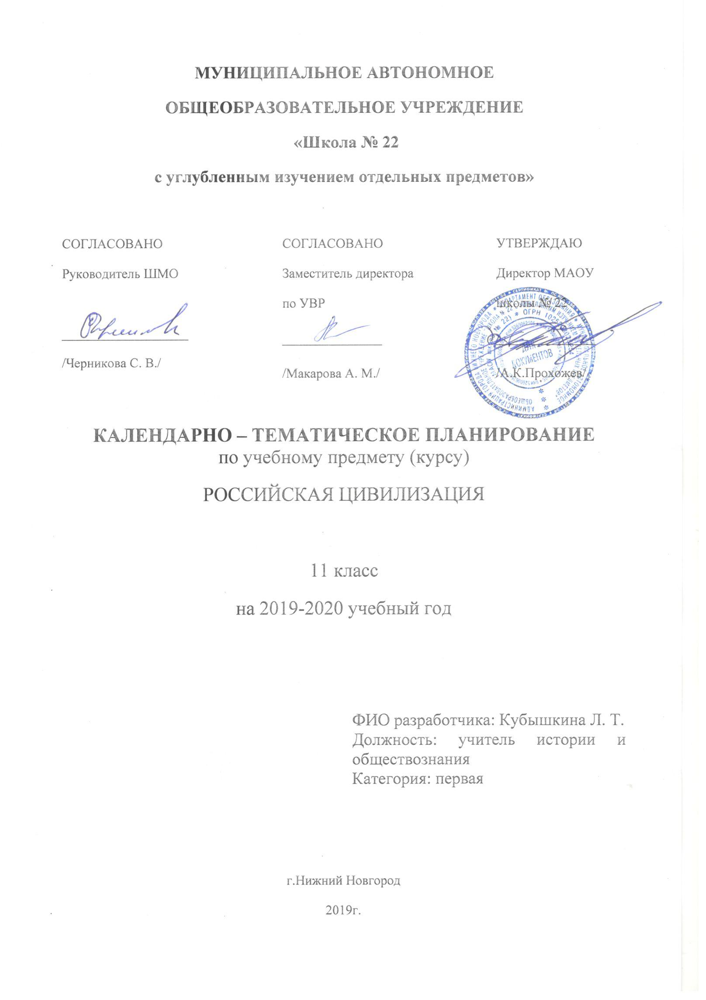 МУНИЦИПАЛЬНОЕ АВТОНОМНОЕ
ОБЩЕОБРАЗОВАТЕЛЬНОЕ УЧРЕЖДЕНИЕ
«Школа № 22
с углубленным изучением отдельных предметов»
СОГЛАСОВАНО
Руководитель ШМО
/Черникова С. В./
СОГЛАСОВАНО
Заместитель директора
по УВР
/Макарова А. М./
УТВЕРЖДАЮ
Директор МАОУ
школы № 22
/А.К.Прохожев/
ДЛЯ
ДОКУМЕНТОВ
КАЛЕНДАРНО – ТЕМАТИЧЕСКОЕ ПЛАНИРОВАНИЕ
по учебному предмету (курсу)
РОССИЙСКАЯ ЦИВИЛИЗАЦИЯ
11 класс
на 2019-2020 учебный год
ФИО разработчика: Кубышкина Л. Т.
Должность: учитель истории и
обществознания
Категория: первая
г.Нижний Новгород
2019г.